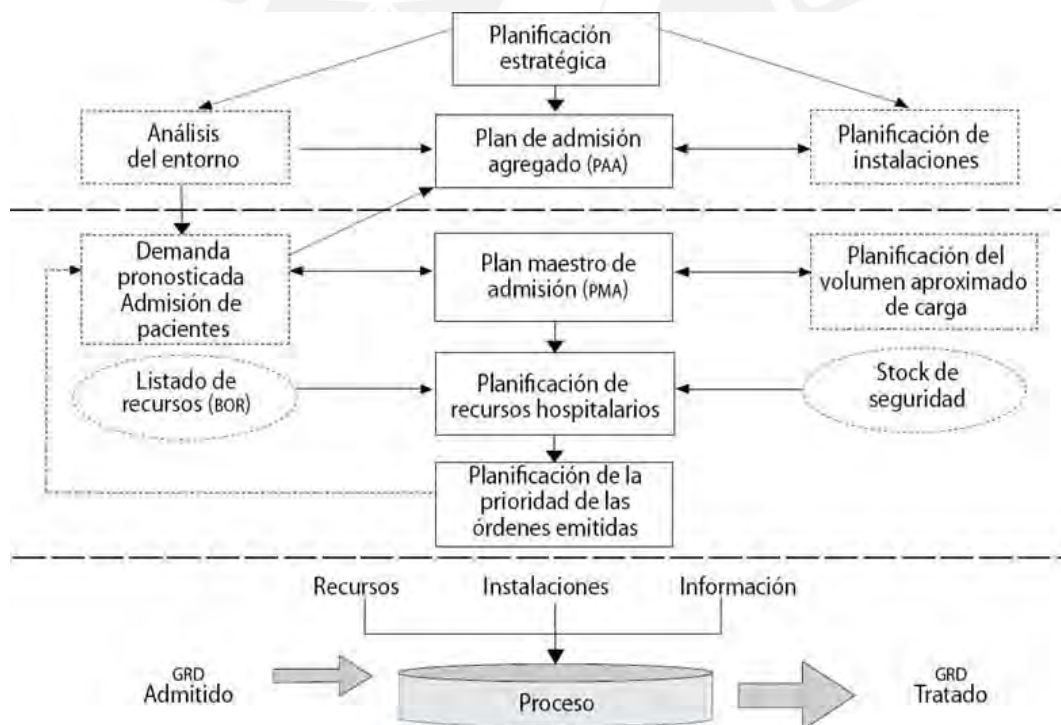 Planificación
estratégica
Análisis
del entorno
Plan de admisión
agregado (PAA)
Planificación de
instalaciones
Demanda
pronosticada
Admisión de
pacientes
Plan maestro de
admisión (PMA)
Planificación del
volumen aproximado
de carga
Listado de
recursos (BOR)
Planificación de
recursos hospitalarios
Stock de
seguridad
Planificación de la
prioridad de las
órdenes emitidas
Recursos
Instalaciones
Información
GRD
Admitido
Proceso
GRD
Tratado